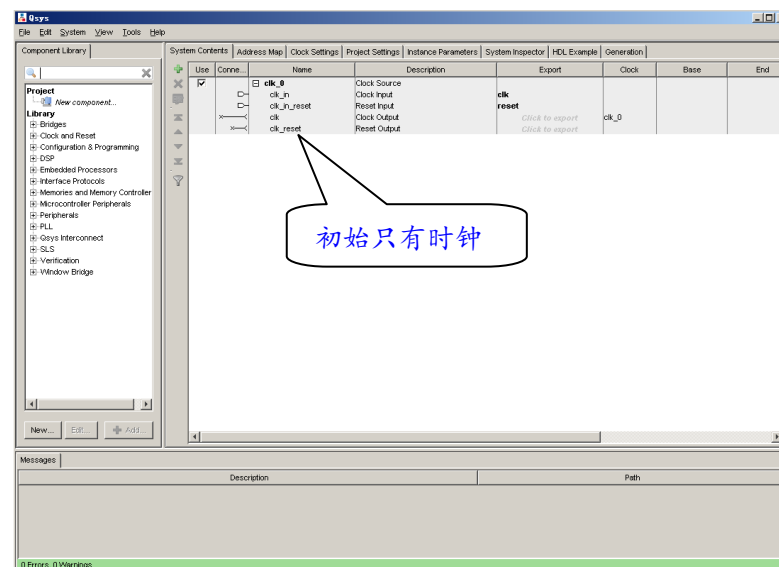 Qsys
File Edit System View Tools Help
Component Library
Project
New component...
Library
Bridges
Clock and Reset
Configuration & Programming
DSP
Embedded Processors
Interface Protocols
Memories and Memory Controller
Microcontroller Peripherals
Peripherals
PLL
Qsys Interconnect
SLS
Verification
Window Bridge
New... Edit... Add...
System Contents Address Map Clock Settings Project Settings Instance Parameters System Inspector HDL Example Generation
Use Conne... Name Description Export Clock Base End
clk_0 Clock Source
clk_in Clock Input clk
clk_in_reset Reset Input reset
clk Clock Output Click to export clk_0
clk_reset Reset Output Click to export
初始只有时钟
Messages
Description Path
0 Errors, 0 Warnings